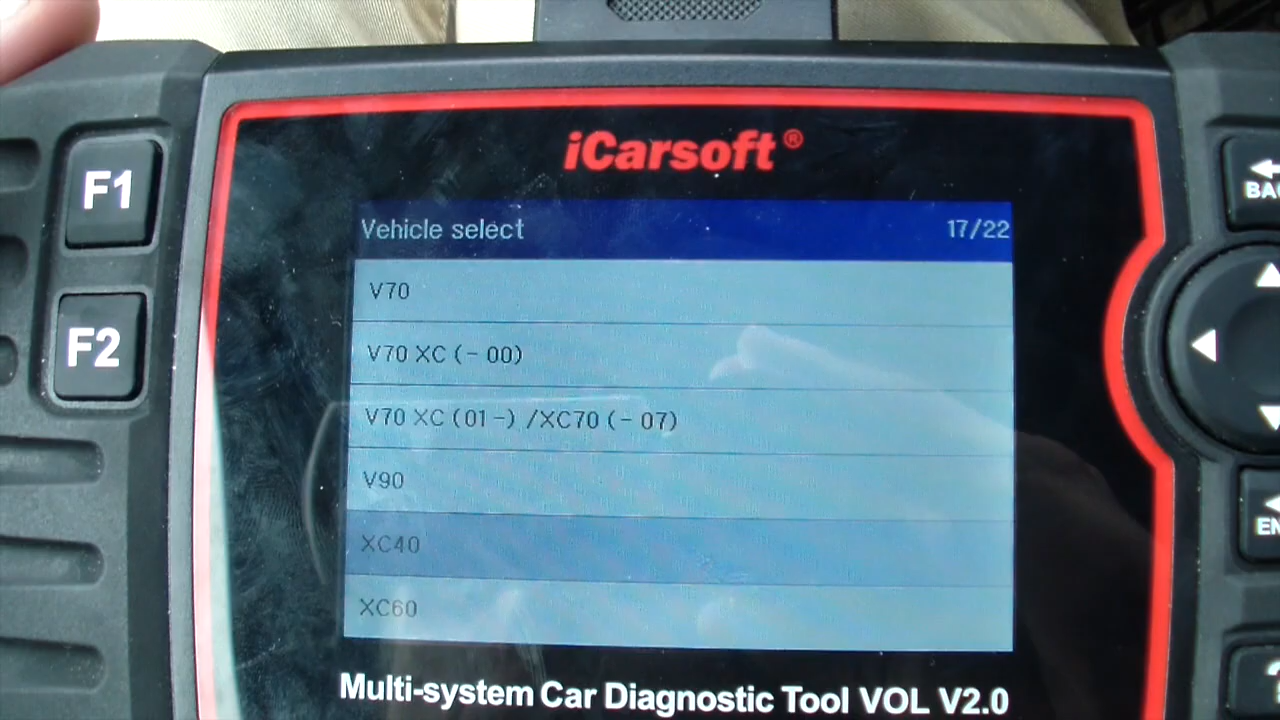 iCarsoft®
F1
F2
Vehicle select 17/22
V70
V70 XC (- 00)
V70 XC (01 -) /XC70 (- 07)
V90
XC40
XC60
Multi-system Car Diagnostic Tool VOL V2.0